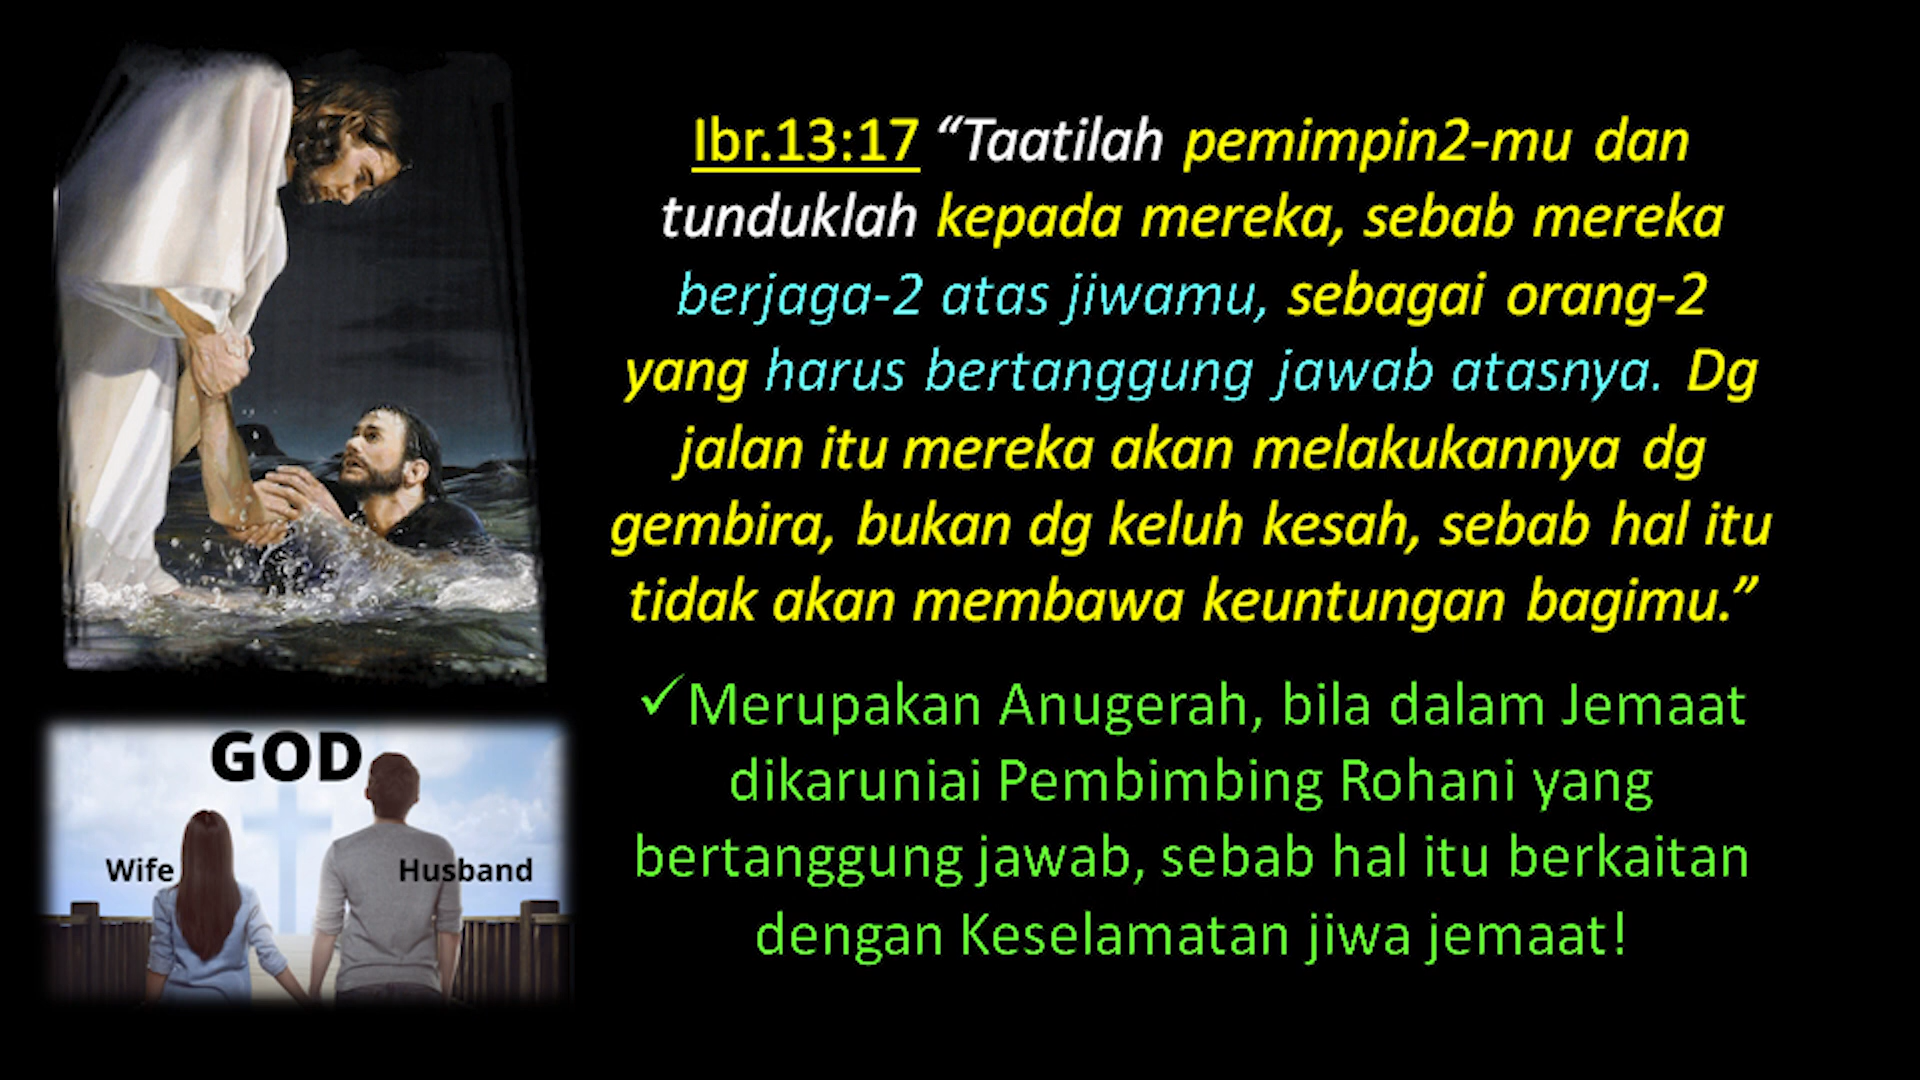 Ibr.13:17 “Taatilah pemimpin2-mu dan
tunduklah kepada mereka, sebab mereka
berjaga-2 atas jiwamu, sebagai orang-2
yang harus bertanggung jawab atasnya. Dg
jalan itu mereka akan melakukannya dg
gembira, bukan dg keluh kesah, sebab hal itu
tidak akan membawa keuntungan bagimu.”
✓Merupakan Anugerah, bila dalam Jemaat
dikaruniai Pembimbing Rohani yang
bertanggung jawab, sebab hal itu berkaitan
dengan Keselamatan jiwa jemaat!
GOD
Wife
Husband